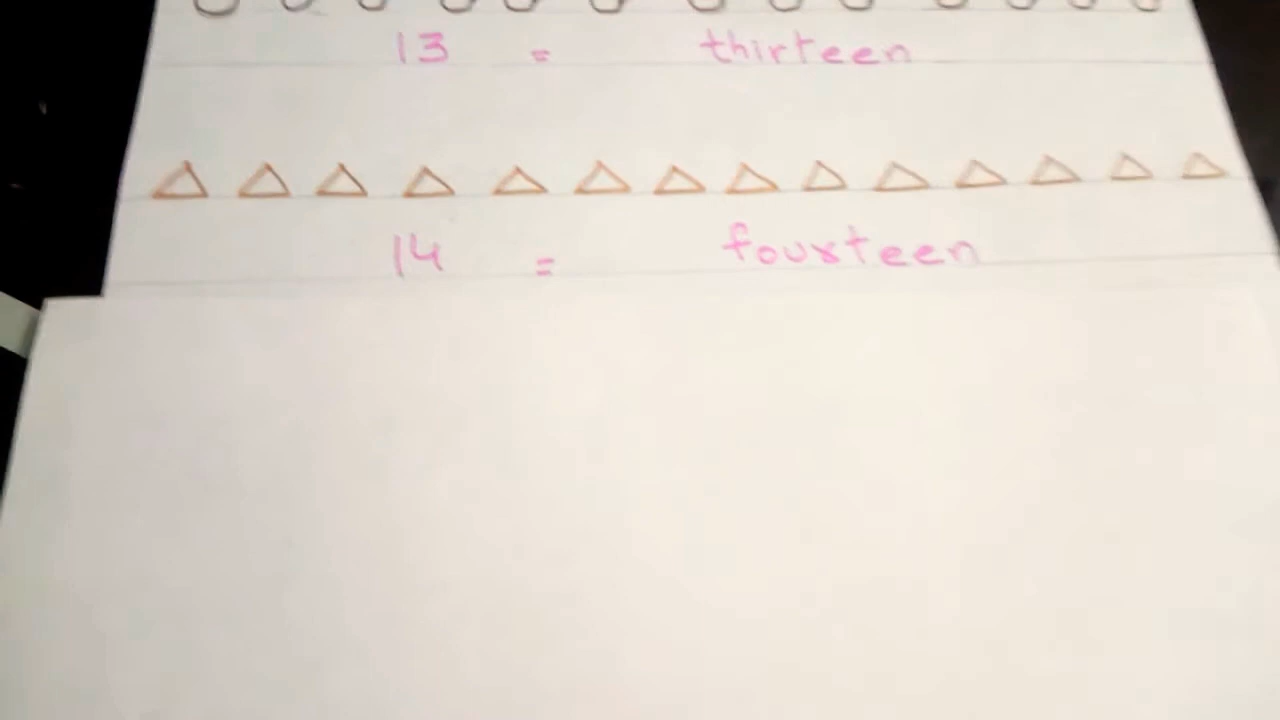 13 = thirteen
14 = fourteen